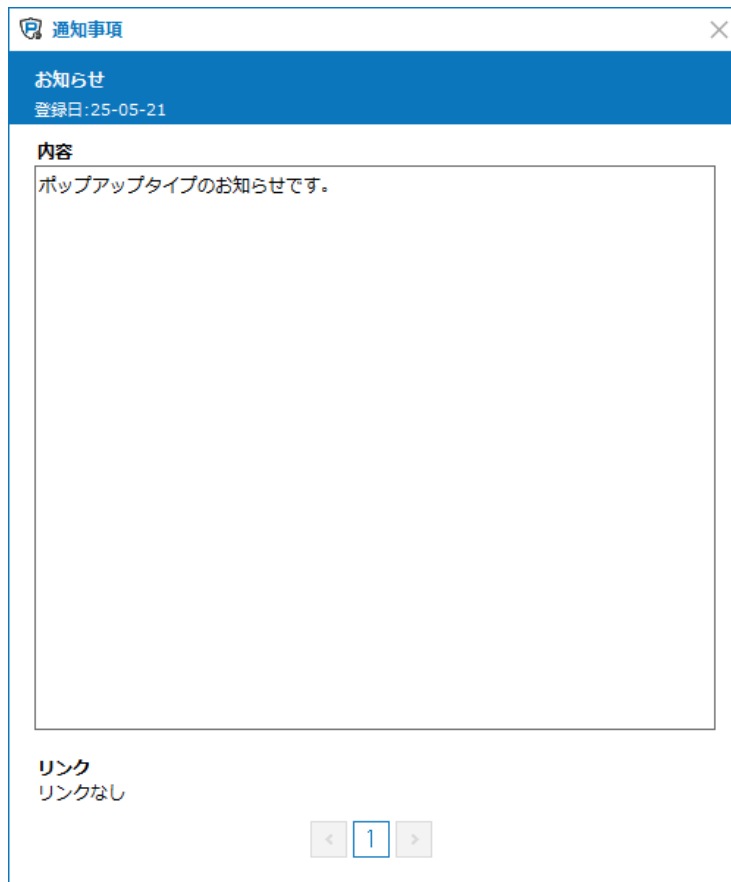 通知事項
お知らせ
登録日:25-05-21
内容
ポップアップタイプのお知らせです。
リンク
リンクなし
< 1 >